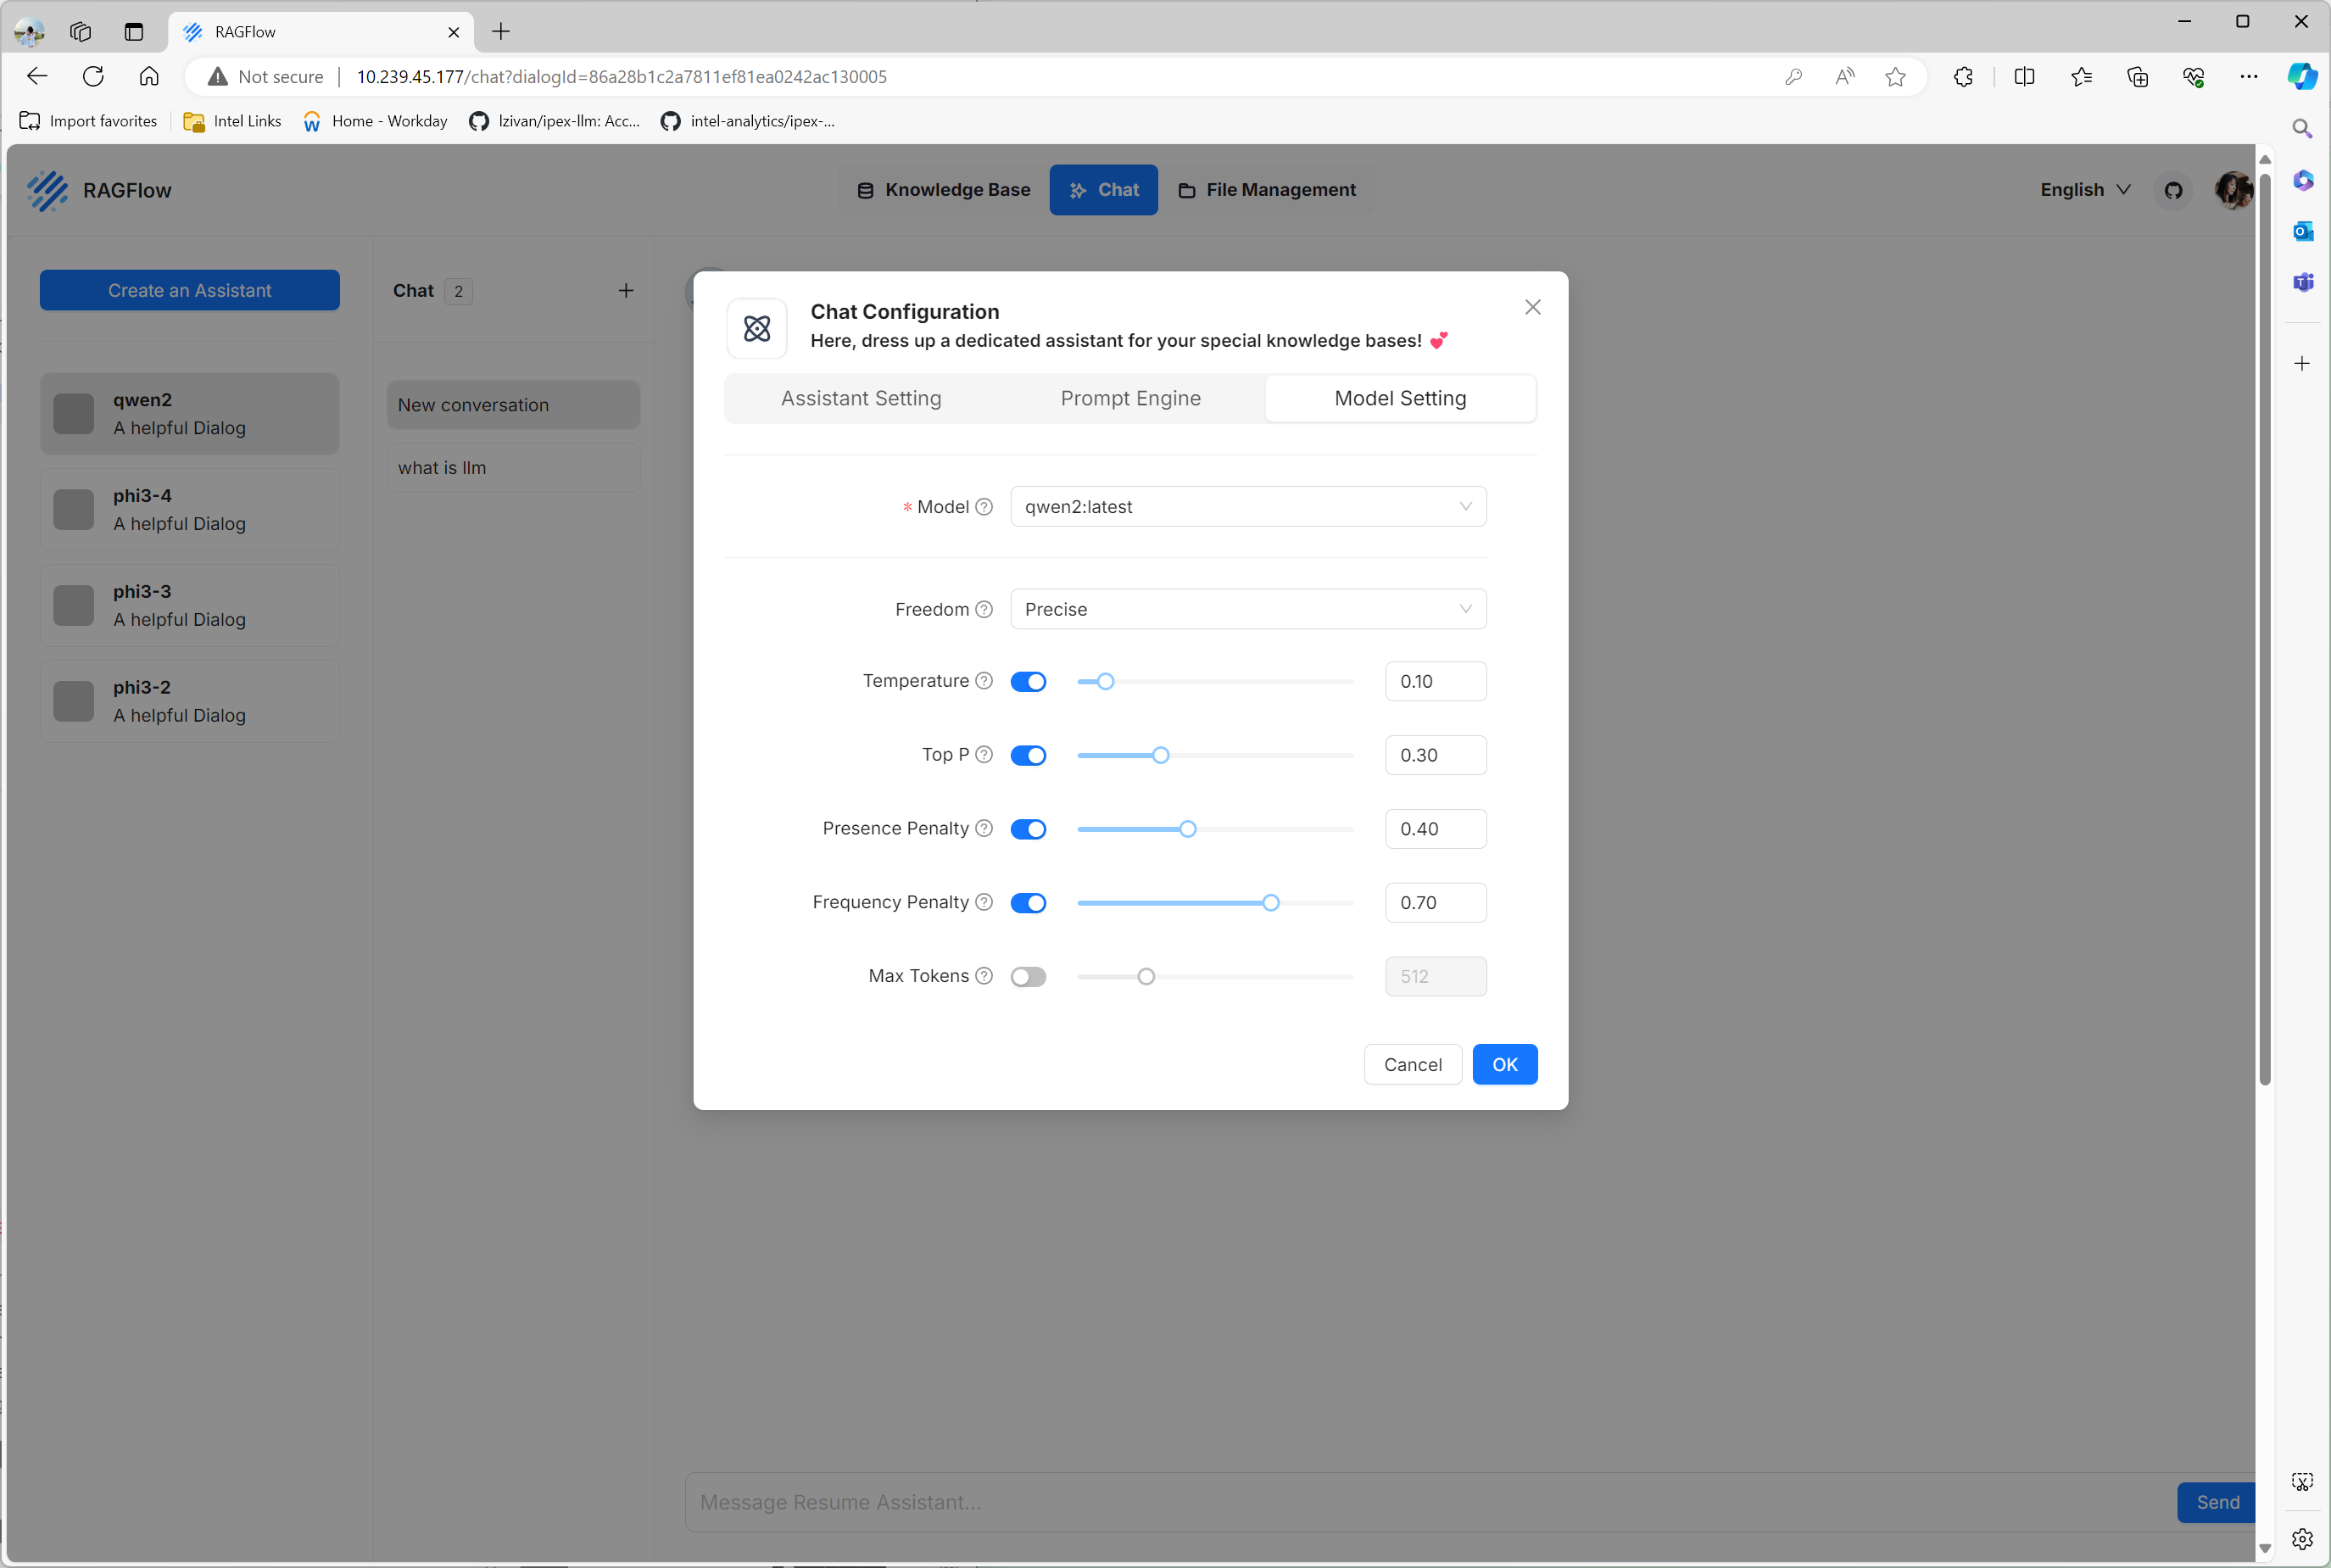 RAGFlow
Not secure
10.239.45.177/chat?dialogId=86a28b1c2a7811ef81ea0242ac130005
Import favorites
Intel Links
Home - Workday
lzivan/ipex-llm: Acc...
intel-analytics/ipex-...
RAGFlow
Knowledge Base
Chat
File Management
English
Create an Assistant
qwen2
A helpful Dialog
phi3-4
A helpful Dialog
phi3-3
A helpful Dialog
phi3-2
A helpful Dialog
Chat 2
New conversation
what is llm
Chat Configuration
Here, dress up a dedicated assistant for your special knowledge bases! 💕
Assistant Setting
Prompt Engine
Model Setting
* Model
qwen2:latest
Freedom
Precise
Temperature
0.10
Top P
0.30
Presence Penalty
0.40
Frequency Penalty
0.70
Max Tokens
512
Cancel
OK
Message Resume Assistant...
Send